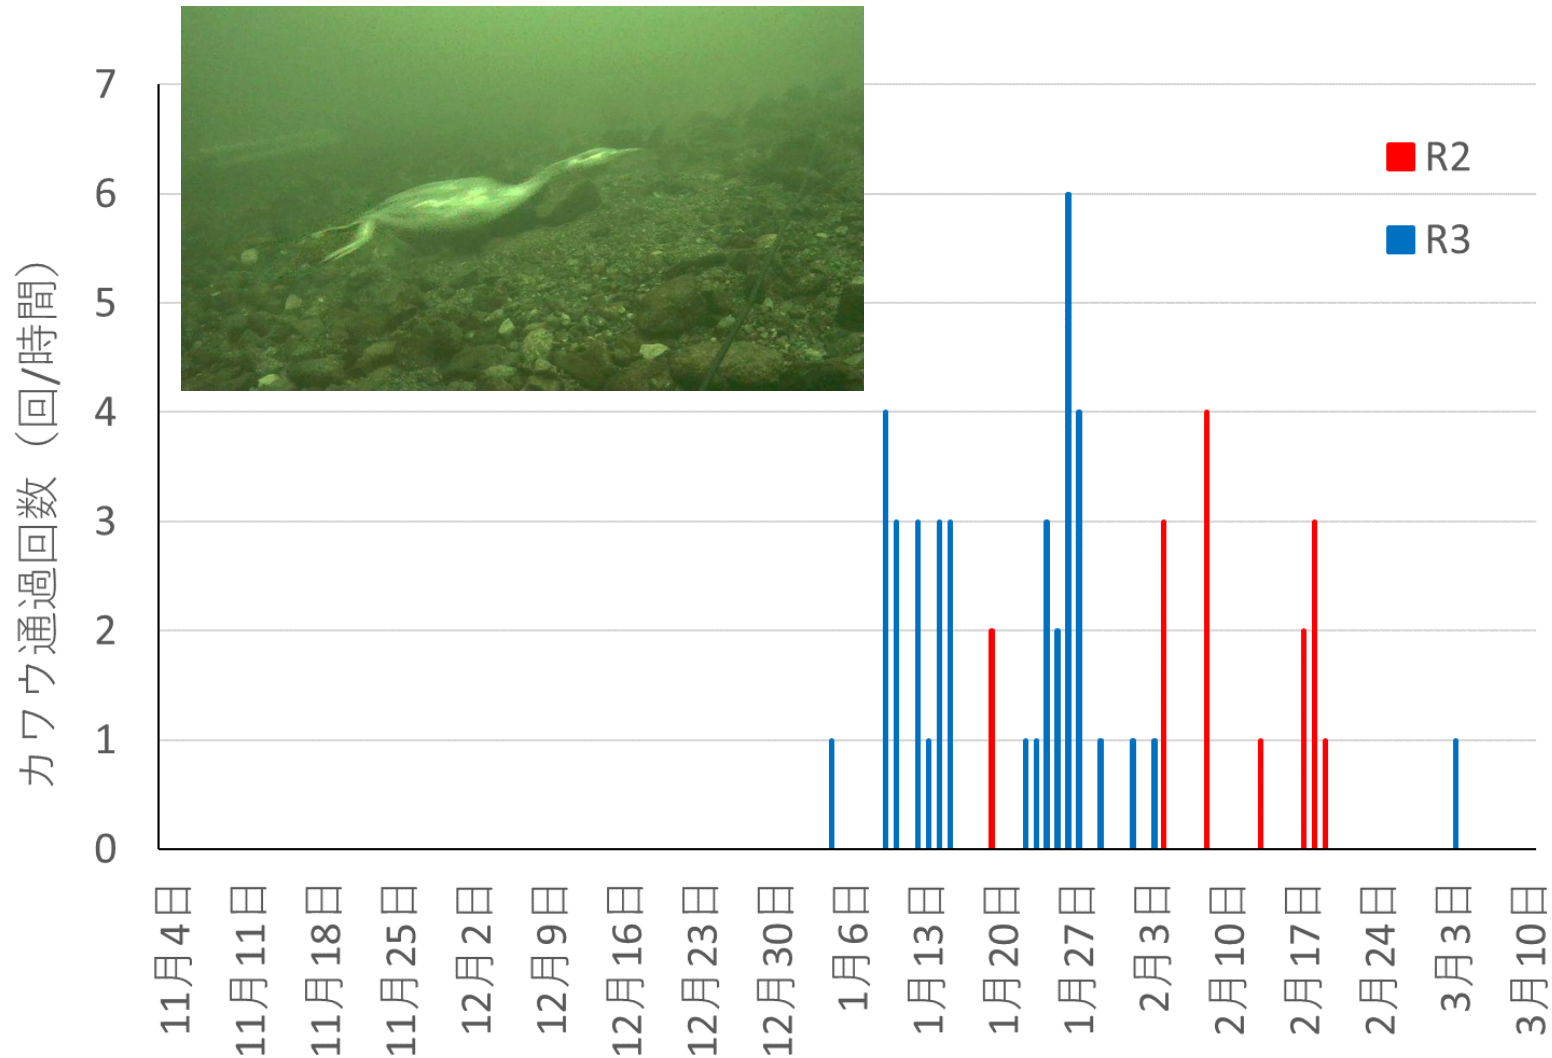 カワウ通過回数（回/時間）
7
6
5
4
3
2
1
0
R2
R3
11月4日
11月11日
11月18日
11月25日
12月2日
12月9日
12月16日
12月23日
12月30日
1月6日
1月13日
1月20日
1月27日
2月3日
2月10日
2月17日
2月24日
3月3日
3月10日